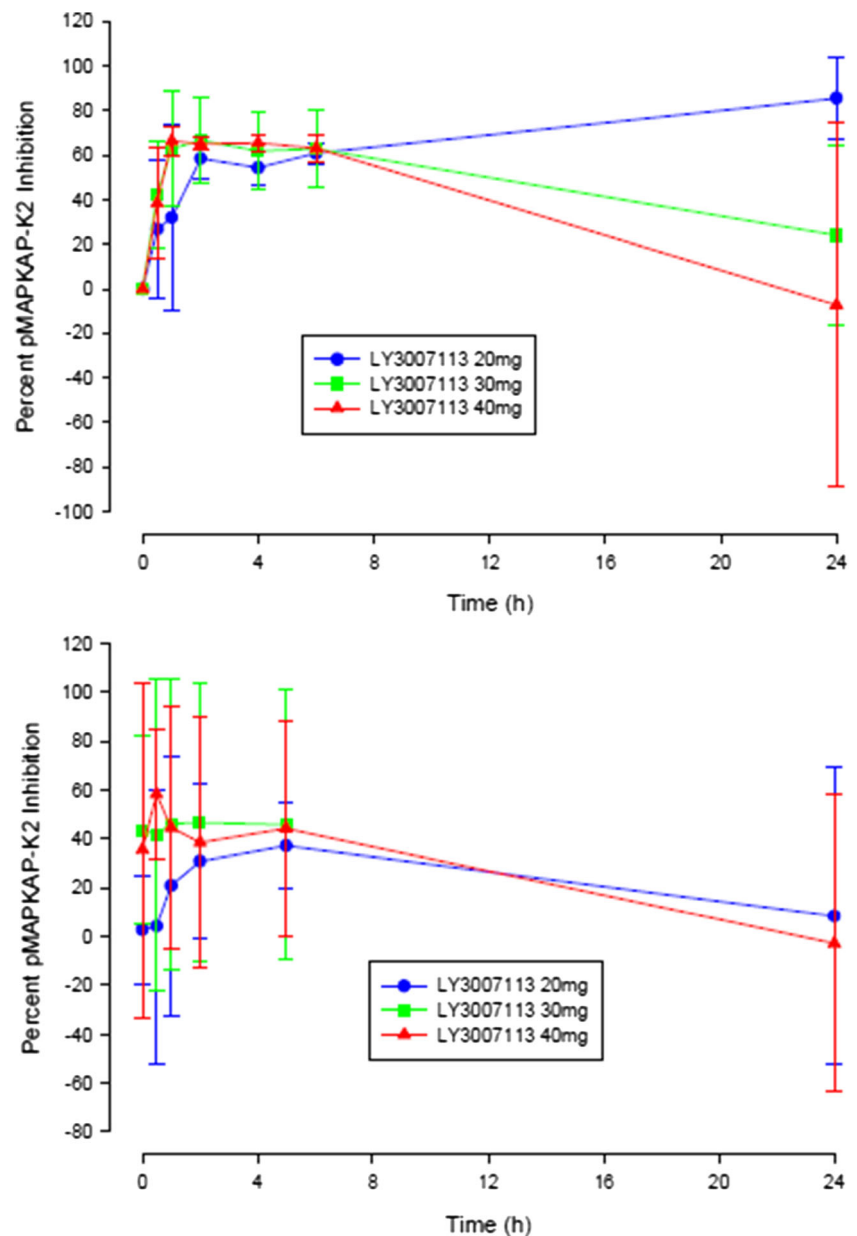 120
100
80
60
40
20
0
-20
-40
-60
-80
-100
Percent pMAPKAP-K2 Inhibition
LY3007113 20mg
LY3007113 30mg
LY3007113 40mg
0 4 8 12 16 20 24
Time (h)
120
100
80
60
40
20
0
-20
-40
-60
-80
Percent pMAPKAP-K2 Inhibition
LY3007113 20mg
LY3007113 30mg
LY3007113 40mg
0 4 8 12 16 20 24
Time (h)